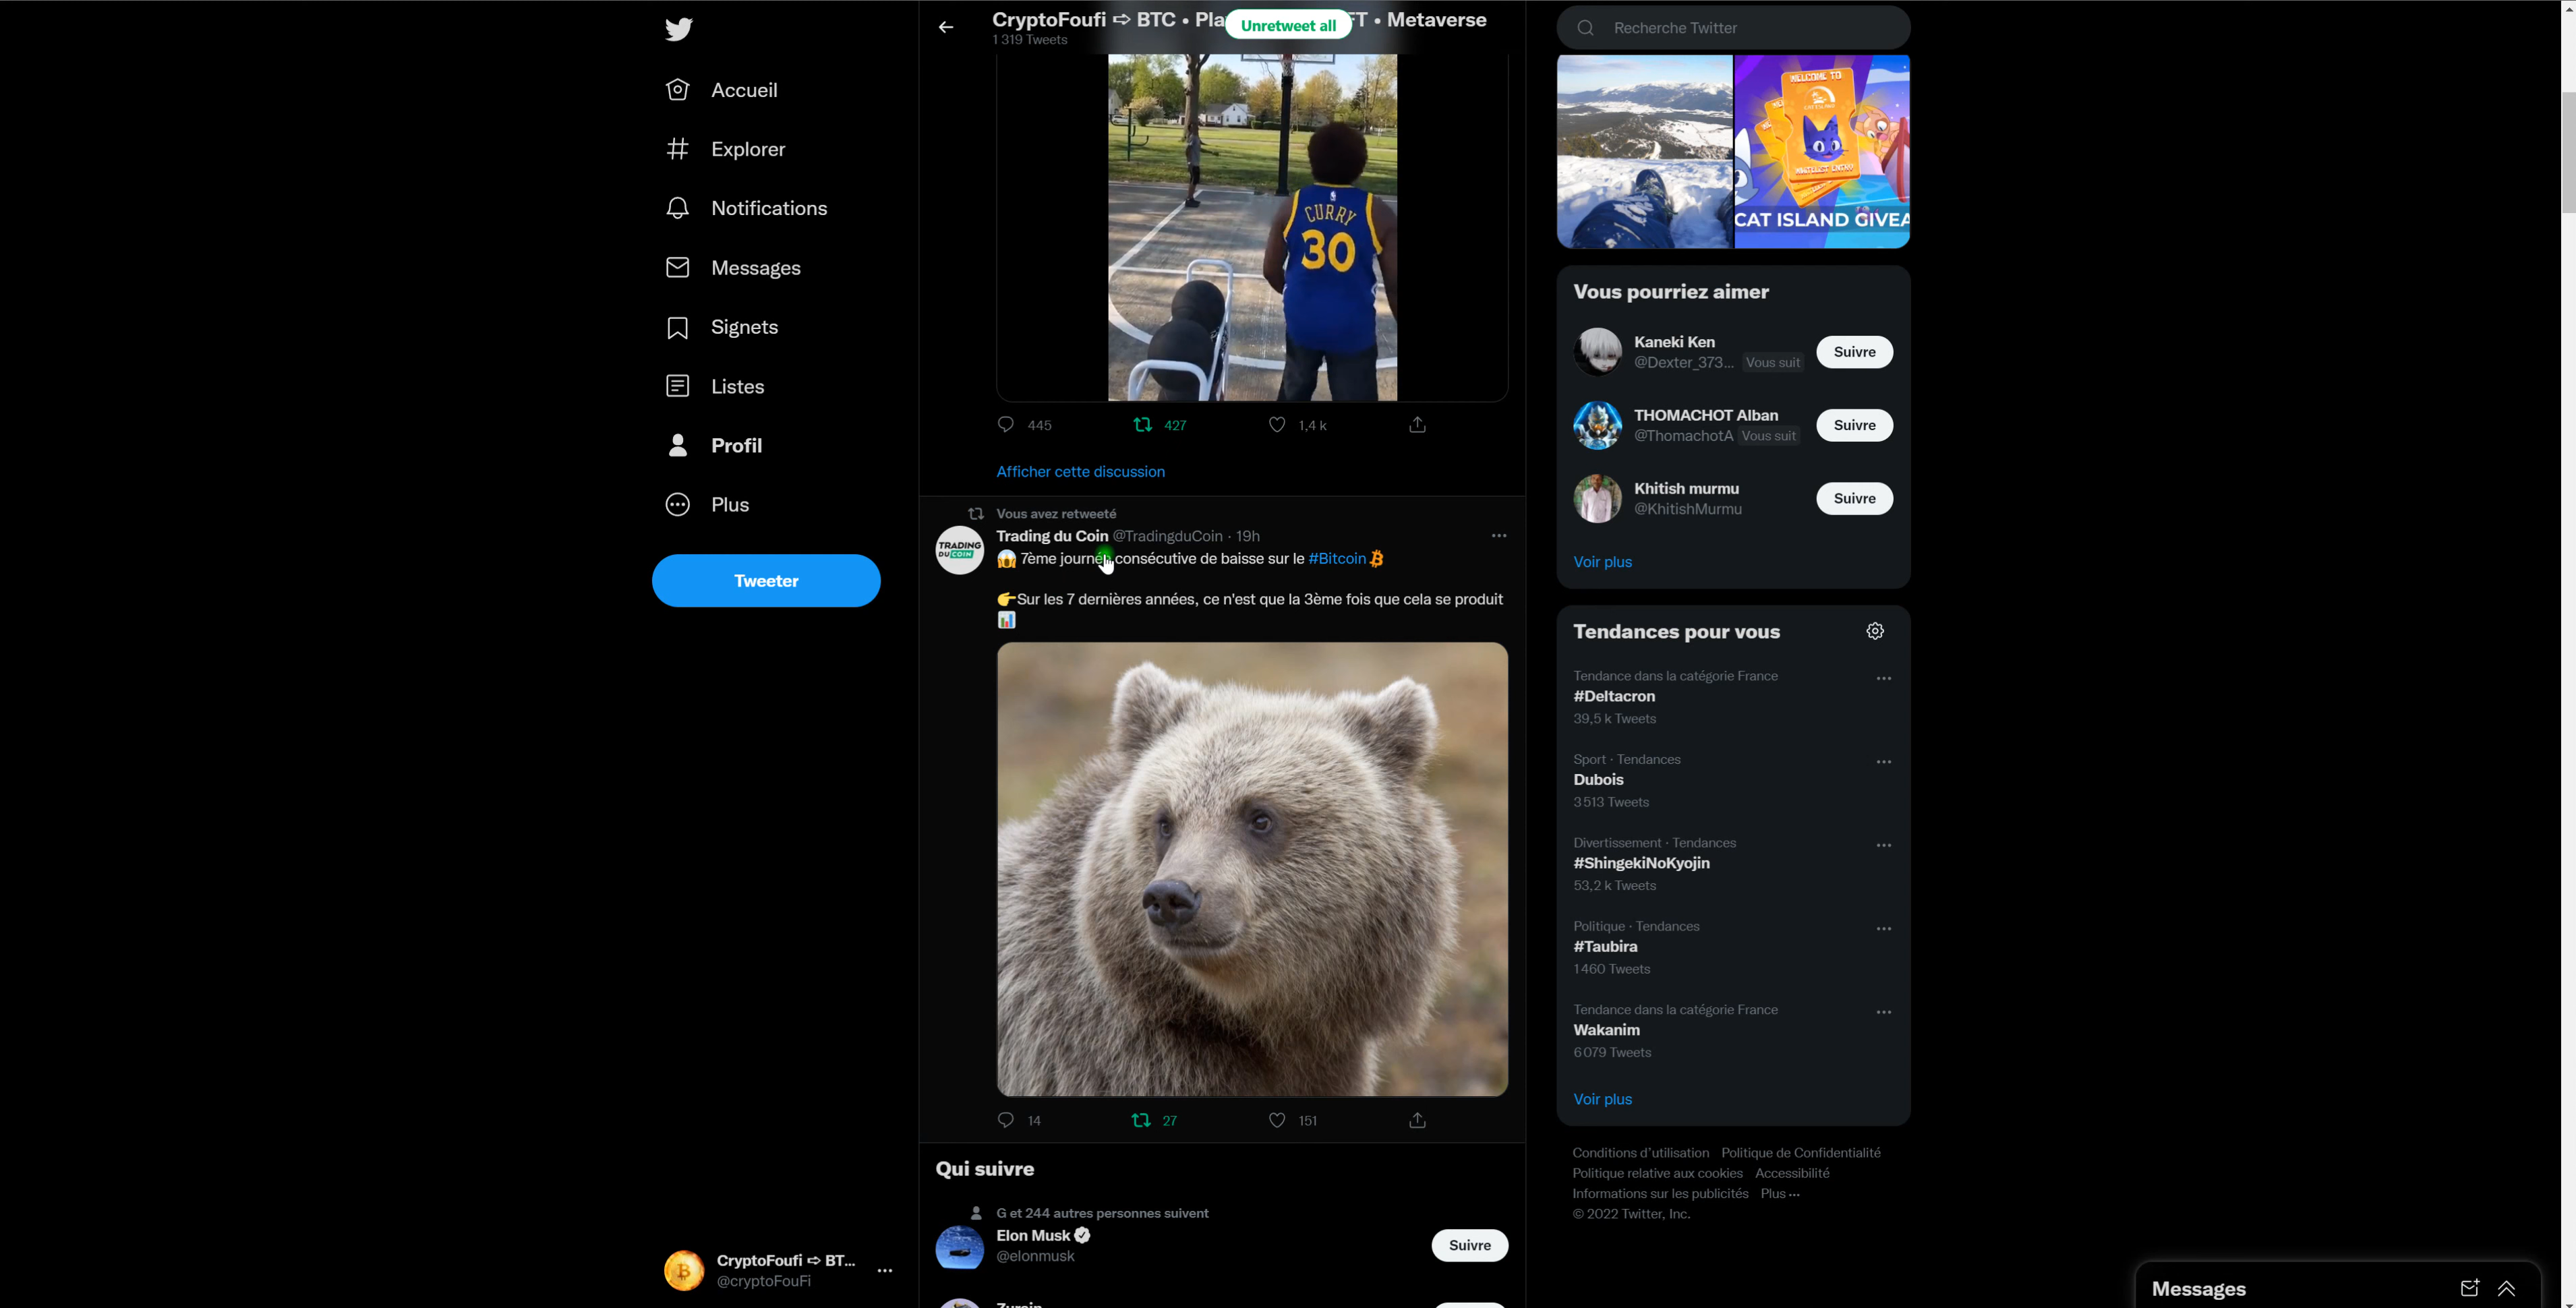 Accueil
Explorer
Notifications
Messages
Signets
Listes
Profil
Plus
Tweeter
CryptoFoufi ➪ BT...
@cryptoFouFi
CryptoFoufi ➪ BTC • Pla
Unretweet all
FT • Metaverse
1 319 Tweets
CURRY
30
445
427
1,4 k
Afficher cette discussion
Vous avez retweeté
TRADING
DU COIN
Trading du Coin @TradingduCoin · 19h
😱 7ème journée consécutive de baisse sur le #Bitcoin
👉Sur les 7 dernières années, ce n'est que la 3ème fois que cela se produit
📊
14
27
151
Qui suivre
G et 244 autres personnes suivent
Elon Musk
@elonmusk
Suivre
Recherche Twitter
WELCOME TO
CAT ISLAND GIVEA
Vous pourriez aimer
Kaneki Ken
@Dexter_373... Vous suit
Suivre
THOMACHOT Alban
@ThomachotA Vous suit
Suivre
Khitish murmu
@KhitishMurmu
Suivre
Voir plus
Tendances pour vous
Tendance dans la catégorie France
#Deltacron
39,5 k Tweets
Sport · Tendances
Dubois
3 513 Tweets
Divertissement · Tendances
#ShingekiNoKyojin
53,2 k Tweets
Politique · Tendances
#Taubira
1 460 Tweets
Tendance dans la catégorie France
Wakanim
6 079 Tweets
Voir plus
Conditions d'utilisation Politique de Confidentialité
Politique relative aux cookies Accessibilité
Informations sur les publicités Plus ···
© 2022 Twitter, Inc.
Messages